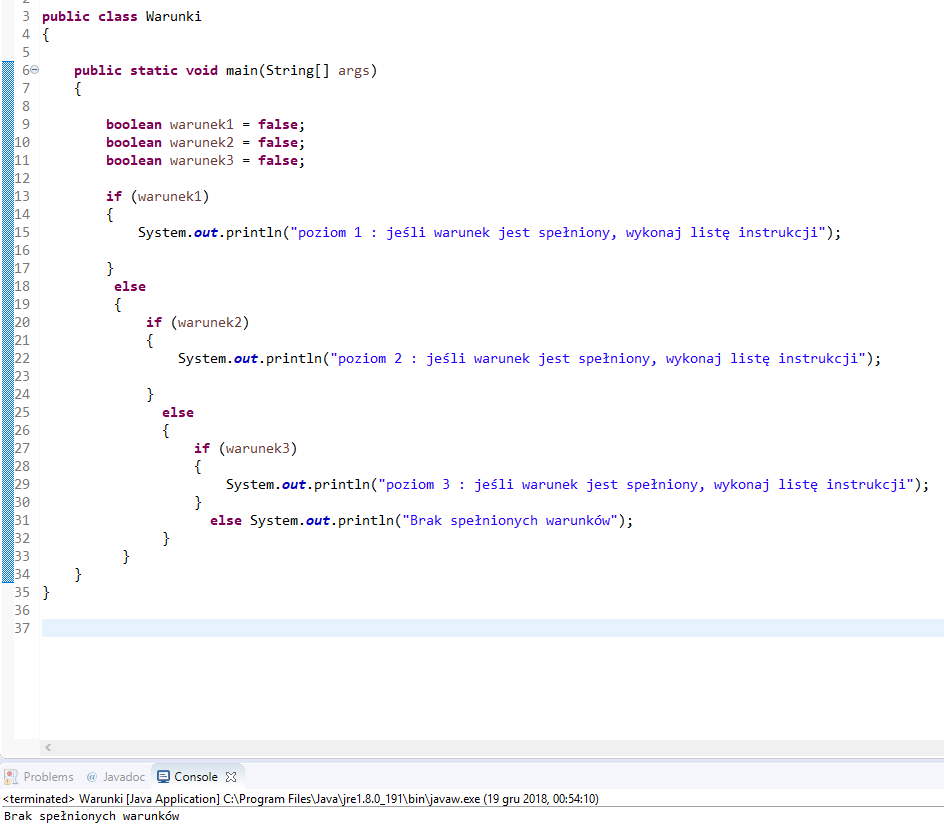 3 public class Warunki
4 {
5
6 public static void main(String[] args)
7 {
8
9 boolean warunek1 = false;
10 boolean warunek2 = false;
11 boolean warunek3 = false;
12
13 if (warunek1)
14 {
15 System.out.println("poziom 1 : jeśli warunek jest spełniony, wykonaj listę instrukcji");
16
17 }
18 else
19 {
20 if (warunek2)
21 {
22 System.out.println("poziom 2 : jeśli warunek jest spełniony, wykonaj listę instrukcji");
23
24 }
25 else
26 {
27 if (warunek3)
28 {
29 System.out.println("poziom 3 : jeśli warunek jest spełniony, wykonaj listę instrukcji");
30 }
31 else System.out.println("Brak spełnionych warunków");
32 }
33 }
34 }
35 }
36
37
Problems @ Javadoc Console
<terminated> Warunki [Java Application] C:\Program Files\Java\jre1.8.0_191\bin\javaw.exe (19 gru 2018, 00:54:10)
Brak spełnionych warunków